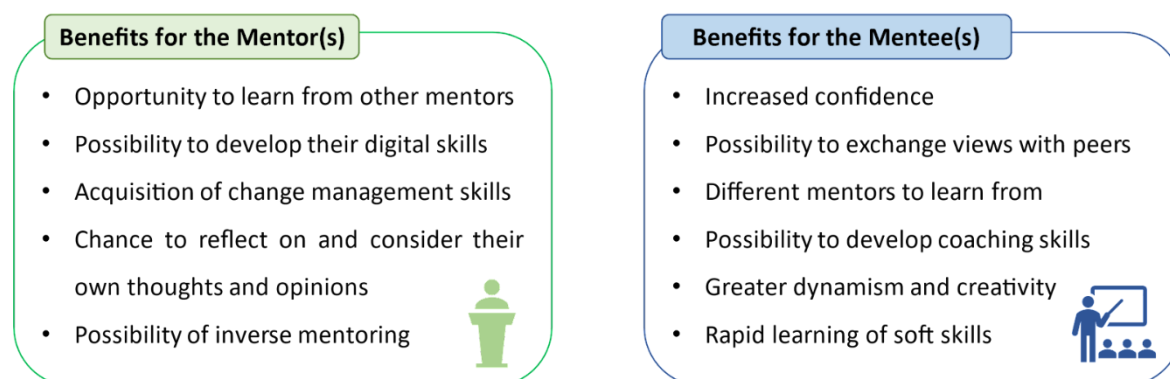 Benefits for the Mentor(s)
• Opportunity to learn from other mentors
• Possibility to develop their digital skills
• Acquisition of change management skills
• Chance to reflect on and consider their
own thoughts and opinions
• Possibility of inverse mentoring
Benefits for the Mentee(s)
• Increased confidence
• Possibility to exchange views with peers
• Different mentors to learn from
• Possibility to develop coaching skills
• Greater dynamism and creativity
• Rapid learning of soft skills